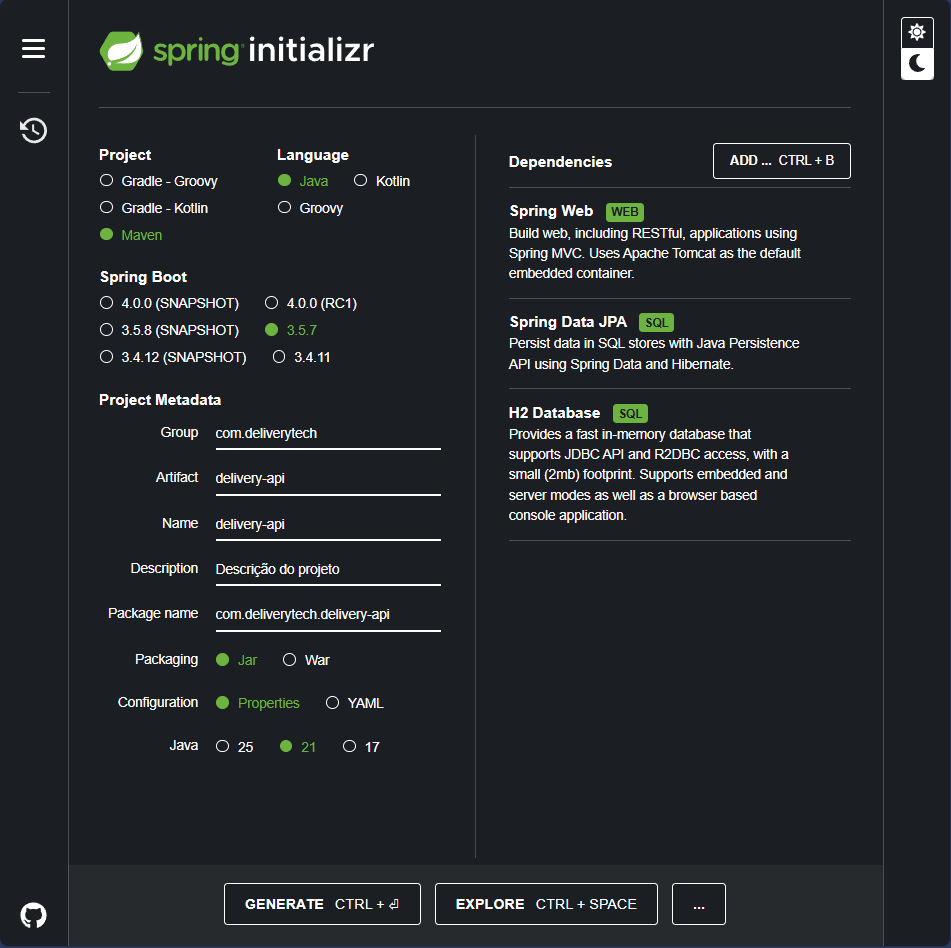 spring initializr
Project
Gradle - Groovy
Gradle - Kotlin
Maven
Language
Java Kotlin
Groovy
Spring Boot
4.0.0 (SNAPSHOT) 4.0.0 (RC1)
3.5.8 (SNAPSHOT) 3.5.7
3.4.12 (SNAPSHOT) 3.4.11
Project Metadata
Group com.deliverytech
Artifact delivery-api
Name delivery-api
Description Descrição do projeto
Package name com.deliverytech.delivery-api
Packaging Jar War
Configuration Properties YAML
Java 25 21 17
Dependencies ADD ... CTRL + B
Spring Web WEB
Build web, including RESTful, applications using
Spring MVC. Uses Apache Tomcat as the default
embedded container.
Spring Data JPA SQL
Persist data in SQL stores with Java Persistence
API using Spring Data and Hibernate.
H2 Database SQL
Provides a fast in-memory database that
supports JDBC API and R2DBC access, with a
small (2mb) footprint. Supports embedded and
server modes as well as a browser based
console application.
GENERATE CTRL + ⏎ EXPLORE CTRL + SPACE ...